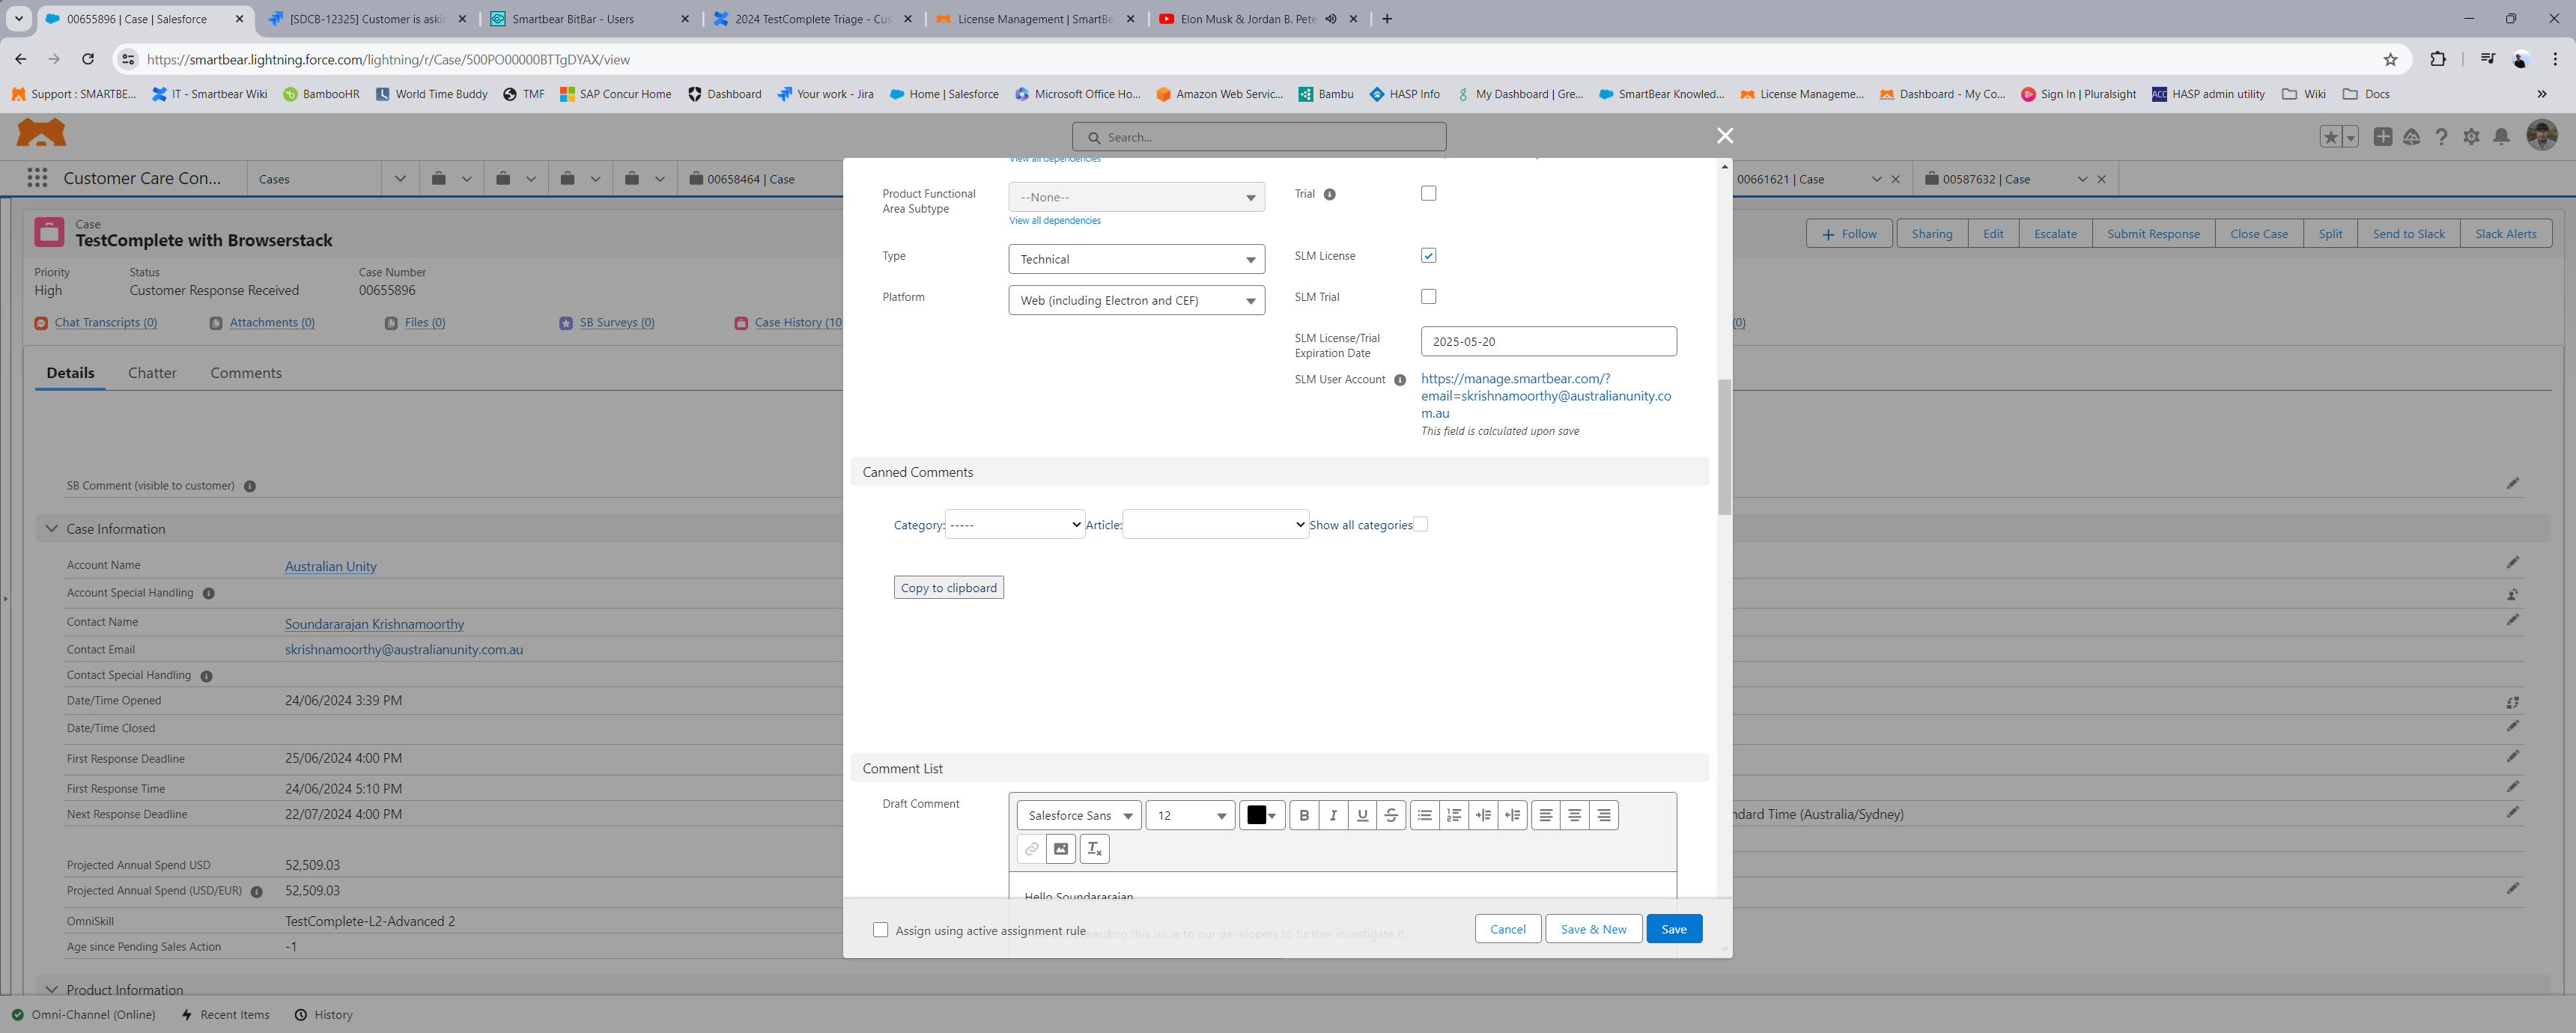 00655896 | Case | Salesforce
[SDCB-12325] Customer is askin
Smartbear BitBar - Users
2024 TestComplete Triage - Cus
License Management | SmartBe
Elon Musk & Jordan B. Pete
https://smartbear.lightning.force.com/lightning/r/Case/500PO00000BTTgDYAX/view
Support : SMARTBE...
IT - Smartbear Wiki
BambooHR
World Time Buddy
TMF
SAP Concur Home
Dashboard
Your work - Jira
Home | Salesforce
Microsoft Office Ho...
Amazon Web Servic...
Bambu
HASP Info
My Dashboard | Gre...
SmartBear Knowled...
License Manageme...
Dashboard - My Co...
Sign In | Pluralsight
ACC
HASP admin utility
Wiki
Docs
Search...
Customer Care Con...
Cases
00658464 | Case
00661621 | Case
00587632 | Case
Case
TestComplete with Browserstack
Follow
Sharing
Edit
Escalate
Submit Response
Close Case
Split
Send to Slack
Slack Alerts
Priority
High
Status
Customer Response Received
Case Number
00655896
Chat Transcripts (0)
Attachments (0)
Files (0)
SB Surveys (0)
Case History (10
(0)
Details
Chatter
Comments
SB Comment (visible to customer)
Case Information
Account Name
Australian Unity
Account Special Handling
Contact Name
Soundararajan Krishnamoorthy
Contact Email
skrishnamoorthy@australianunity.com.au
Contact Special Handling
Date/Time Opened
24/06/2024 3:39 PM
Date/Time Closed
First Response Deadline
25/06/2024 4:00 PM
First Response Time
24/06/2024 5:10 PM
Next Response Deadline
22/07/2024 4:00 PM
ndard Time (Australia/Sydney)
Projected Annual Spend USD
52,509.03
Projected Annual Spend (USD/EUR)
52,509.03
OmniSkill
TestComplete-L2-Advanced 2
Age since Pending Sales Action
-1
Product Information
View all dependencies
Product Functional
Area Subtype
--None--
View all dependencies
Trial
Type
Technical
SLM License
Platform
Web (including Electron and CEF)
SLM Trial
SLM License/Trial
Expiration Date
2025-05-20
SLM User Account
https://manage.smartbear.com/?
email=skrishnamoorthy@australianunity.co
m.au
This field is calculated upon save
Canned Comments
Category:
-----
Article:
Show all categories
Copy to clipboard
Comment List
Draft Comment
Salesforce Sans
12
Hello Soundararajan
Assign using active assignment rule
warding this issue to our developers to further investigate it.
Cancel
Save & New
Save
Omni-Channel (Online)
Recent Items
History